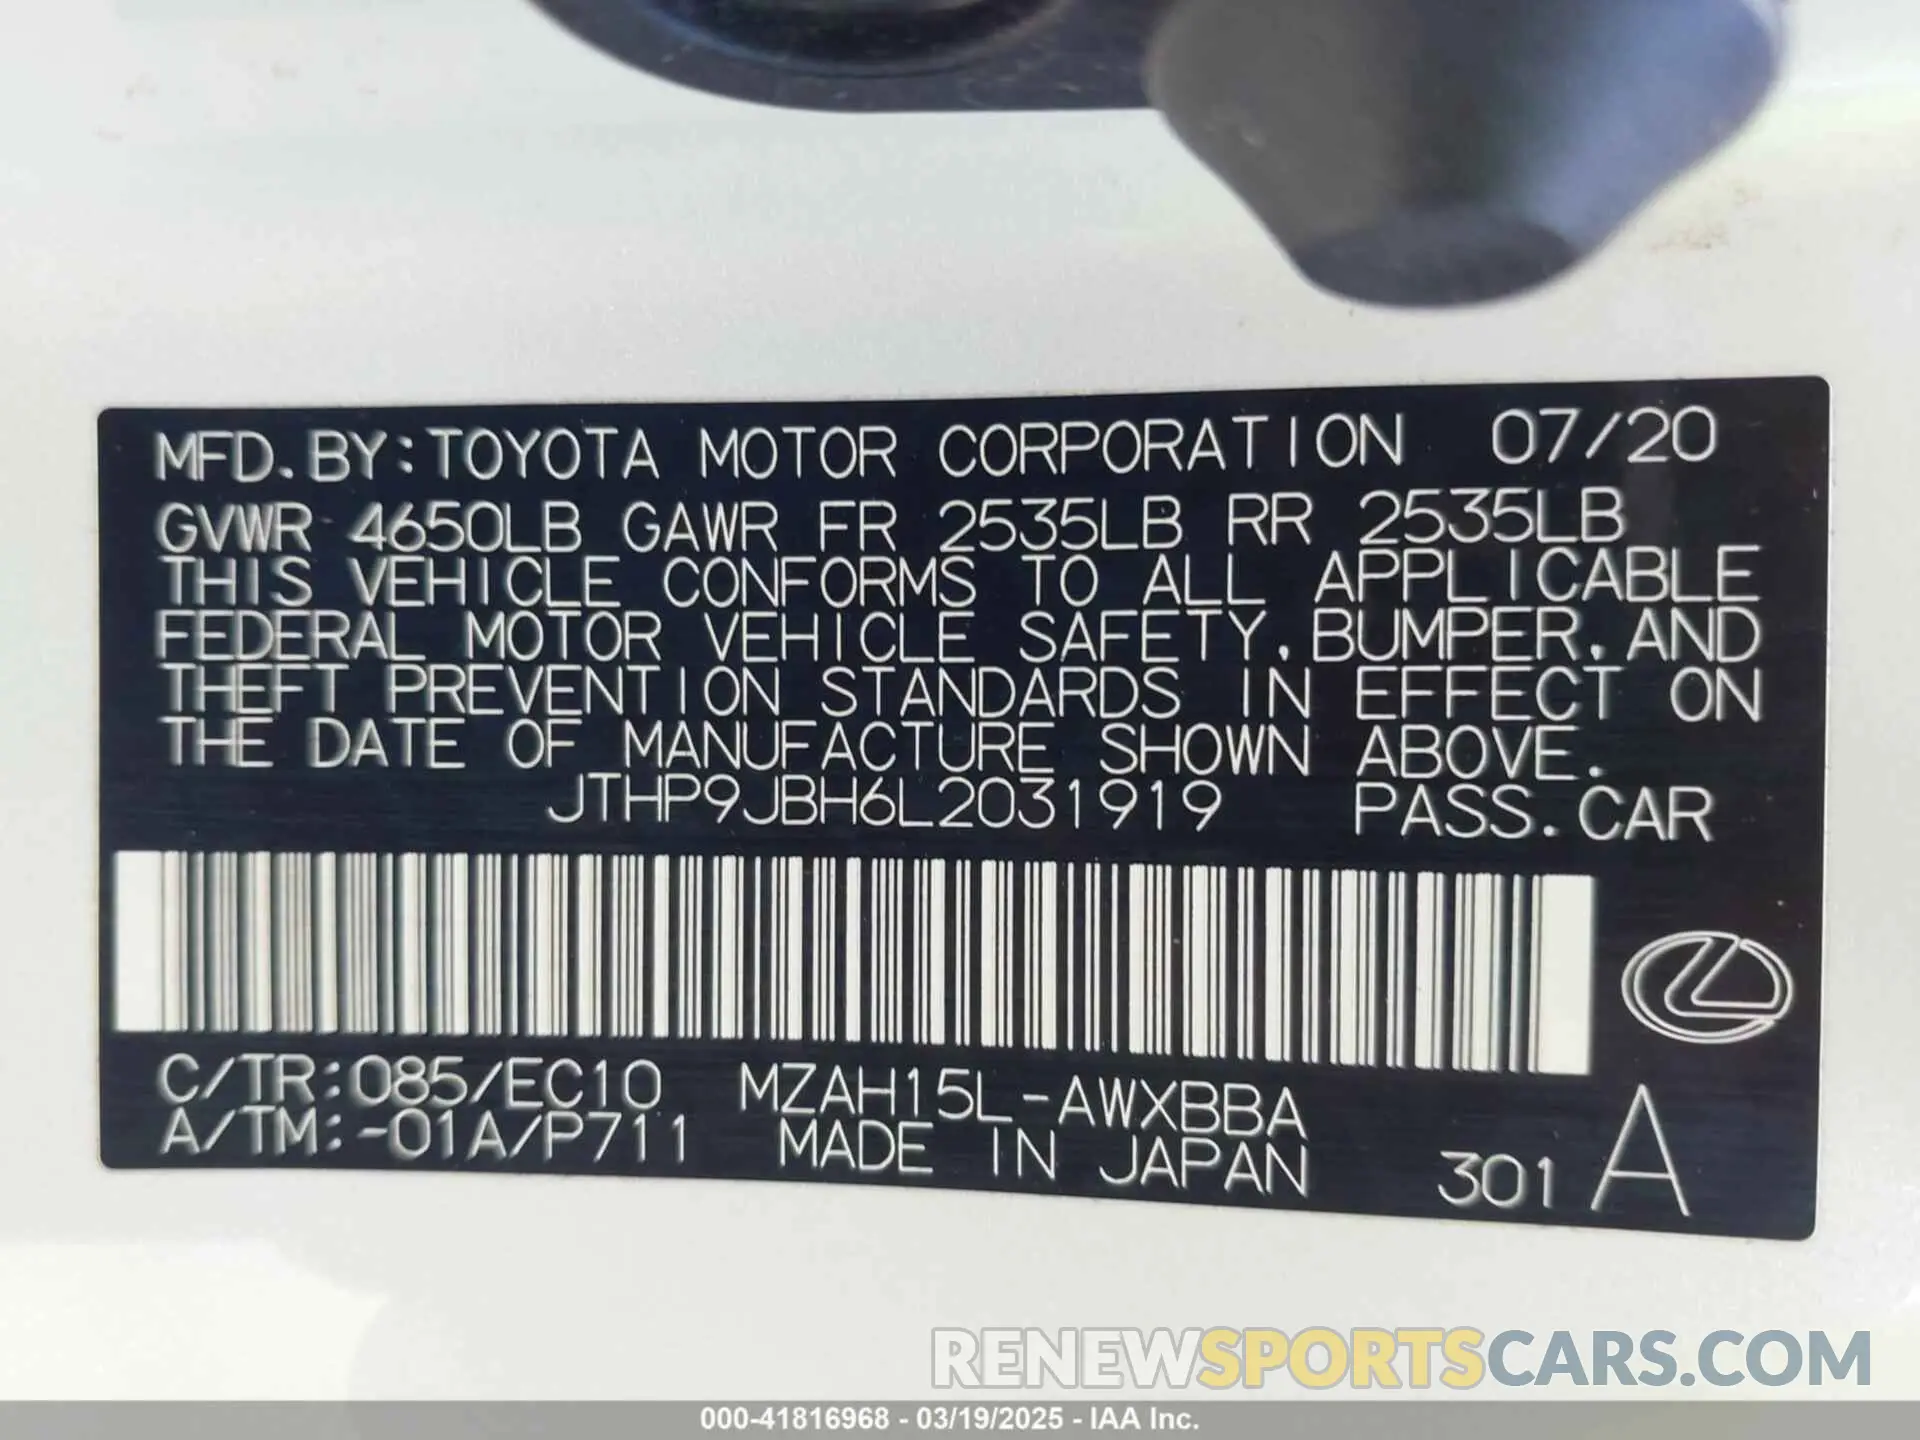 MFD.BY:TOYOTA MOTOR CORPORATION 07/20
GVWR 4650LB GAWR FR 2535LB RR 2535LB
THIS VEHICLE CONFORMS TO ALL APPLICABLE
FEDERAL MOTOR VEHICLE SAFETY,BUMPER,AND
THEFT PREVENTION STANDARDS IN EFFECT ON
THE DATE OF MANUFACTURE SHOWN ABOVE.
JTHP9JBH6L2031919 PASS.CAR
C/TR:085/EC10 MZAH15L-AWXBBA
A/TM:-01A/P711 MADE IN JAPAN 301 A
RENEWSPORTSCARS.COM
000-41816968 - 03/19/2025 - IAA Inc.